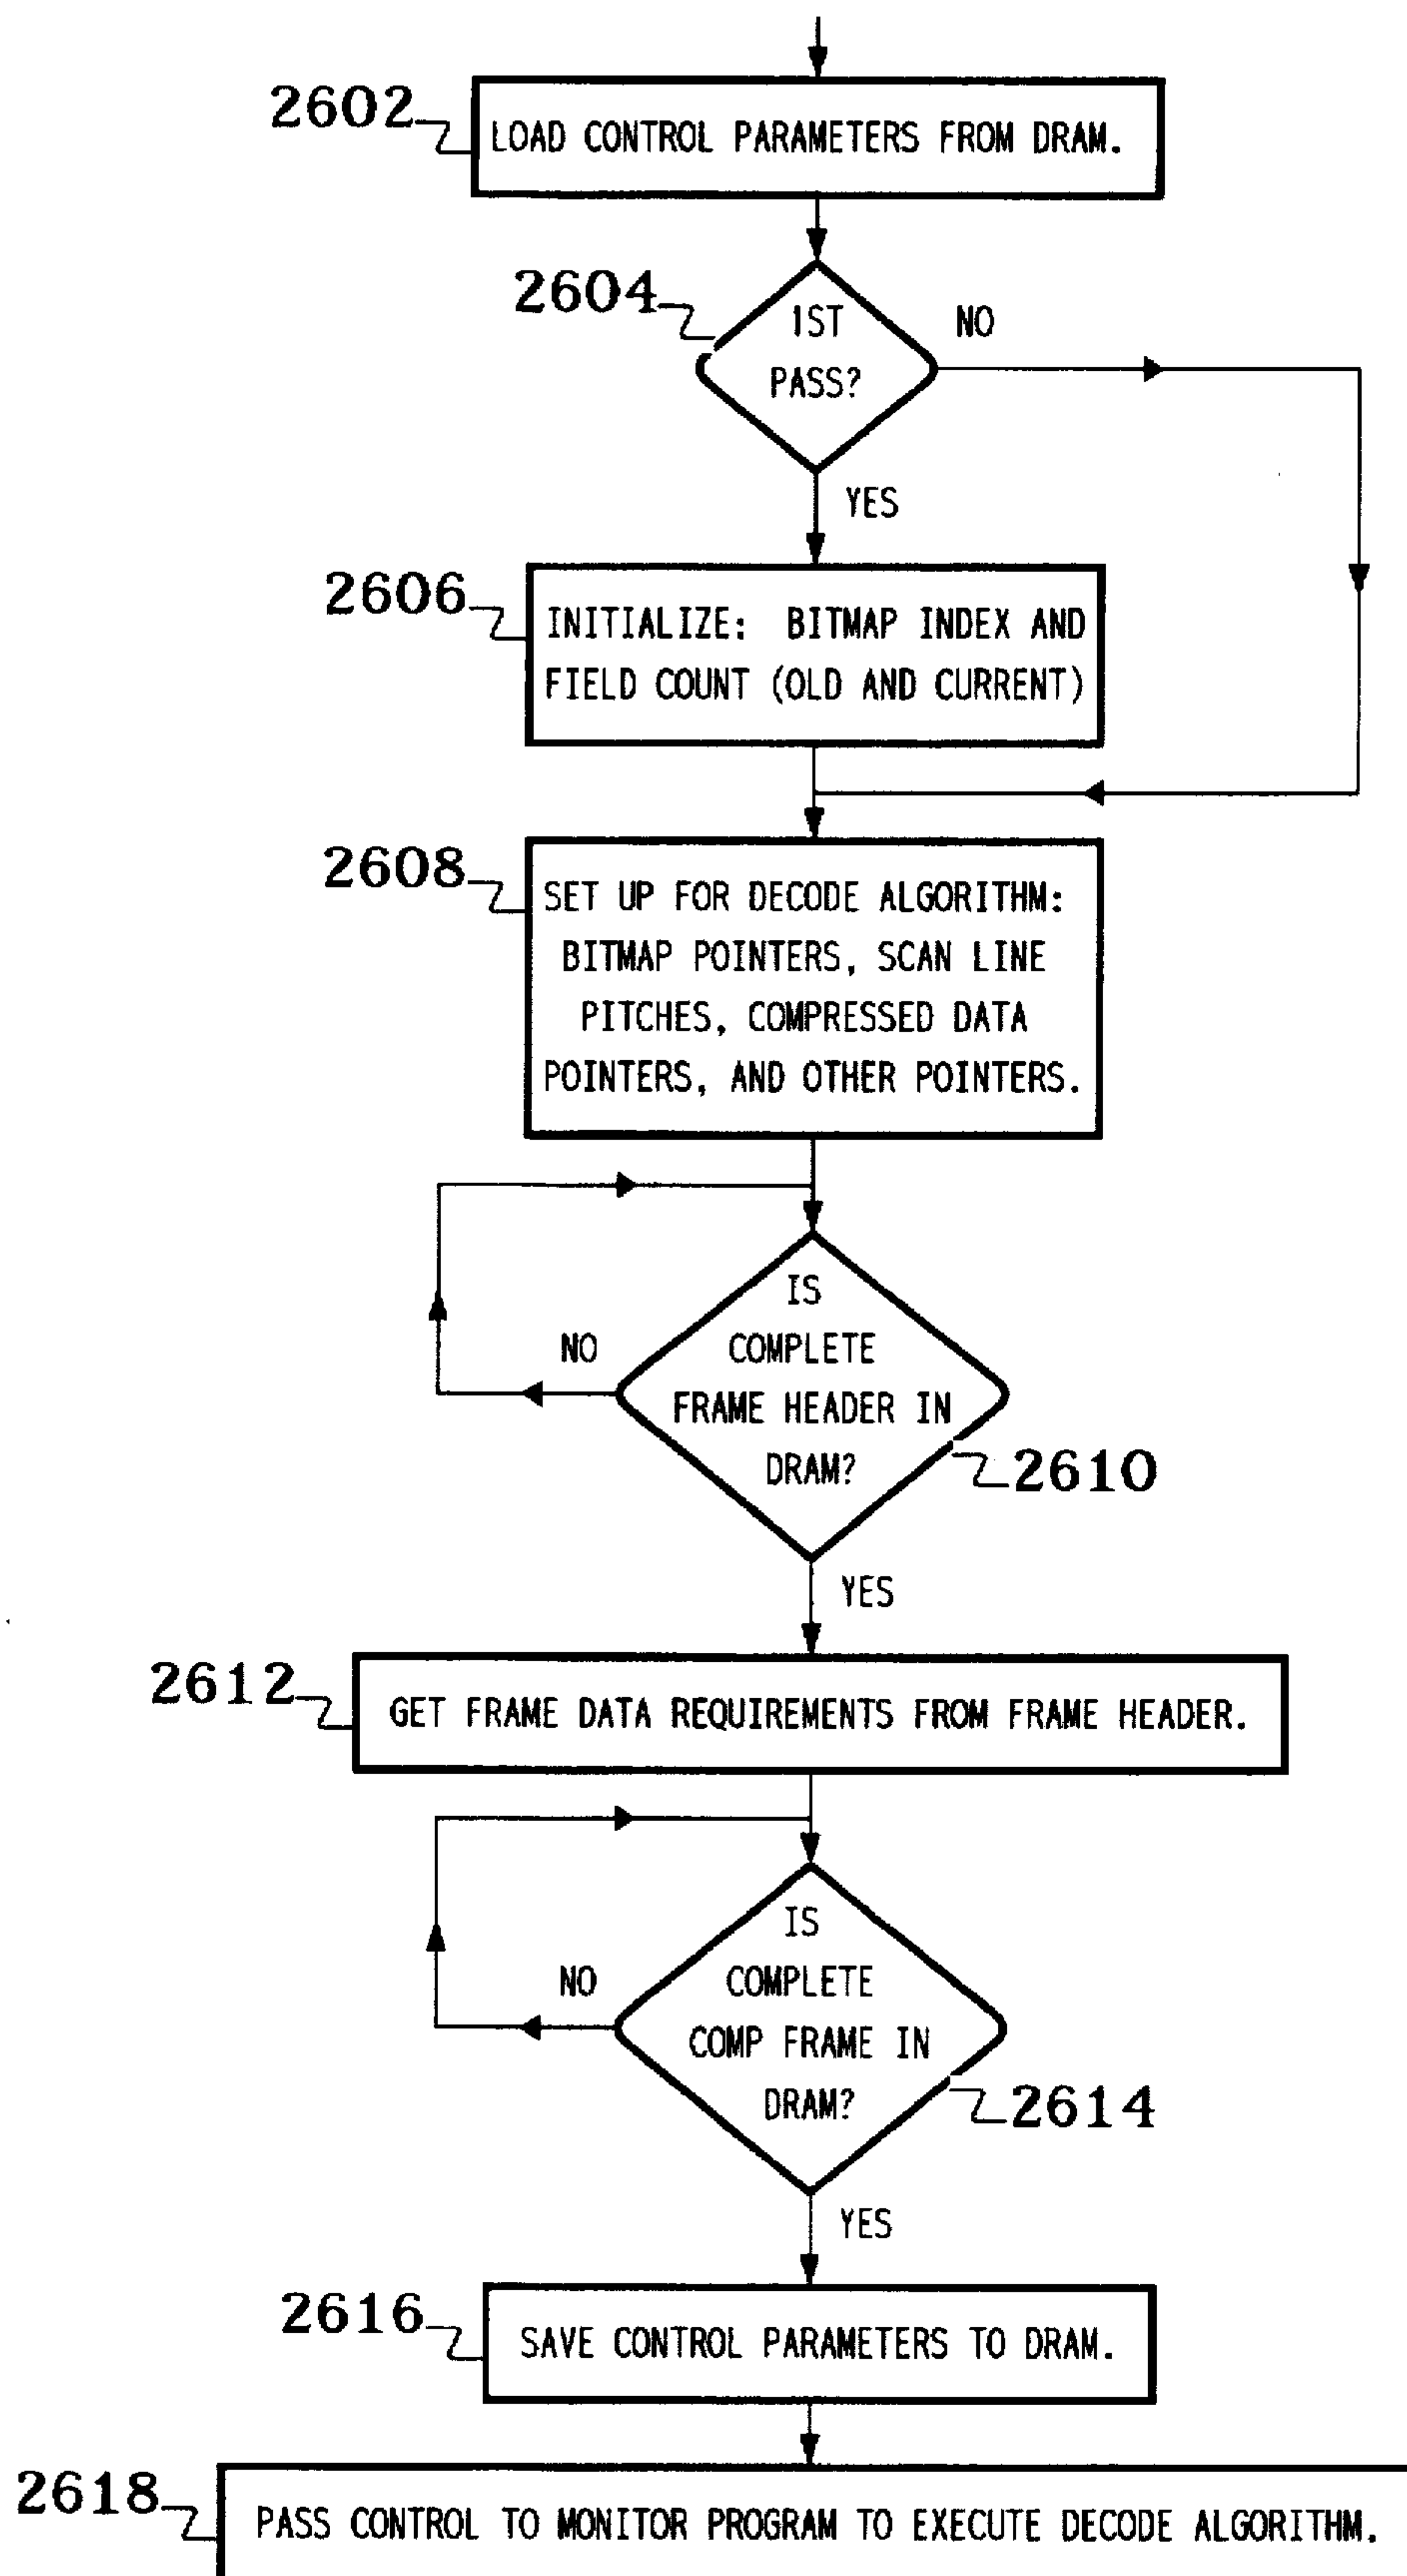 2602
LOAD CONTROL PARAMETERS FROM DRAM.
2604
1ST
PASS?
NO
YES
2606
INITIALIZE: BITMAP INDEX AND
FIELD COUNT (OLD AND CURRENT)
2608
SET UP FOR DECODE ALGORITHM:
BITMAP POINTERS, SCAN LINE
PITCHES, COMPRESSED DATA
POINTERS, AND OTHER POINTERS.
IS
COMPLETE
FRAME HEADER IN
DRAM?
NO
2610
YES
2612
GET FRAME DATA REQUIREMENTS FROM FRAME HEADER.
IS
COMPLETE
COMP FRAME IN
DRAM?
NO
2614
YES
2616
SAVE CONTROL PARAMETERS TO DRAM.
2618
PASS CONTROL TO MONITOR PROGRAM TO EXECUTE DECODE ALGORITHM.